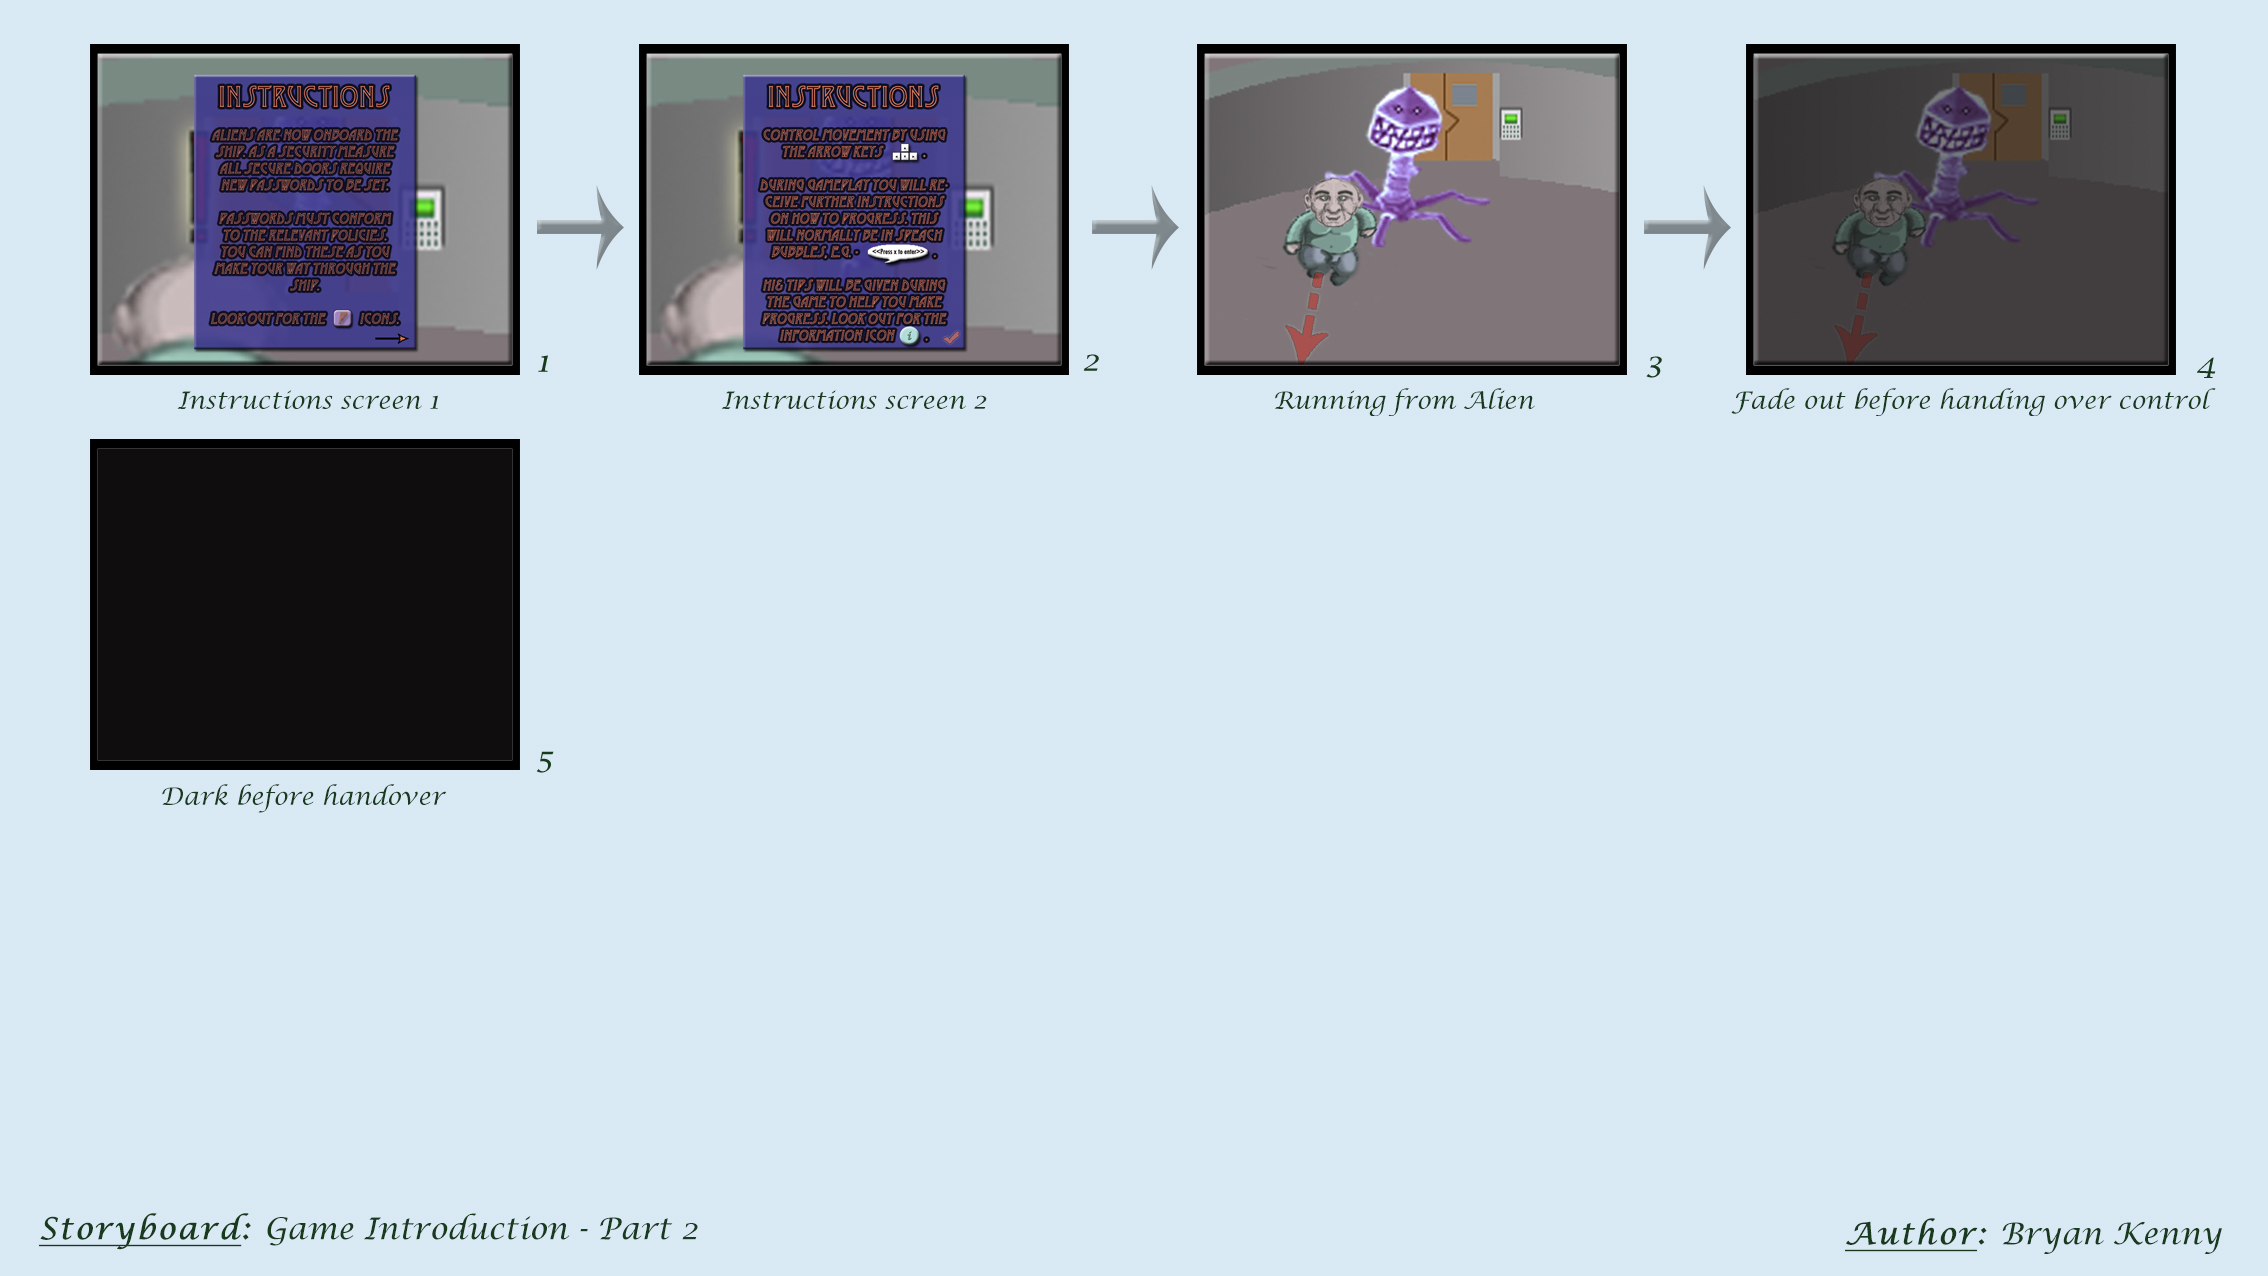 INSTRUCTIONS
ALIENS ARE NOW ONBOARD THE
SHIP. AS A SECURITY MEASURE
ALL SECURE DOORS REQUIRE
NEW PASSWORDS TO BE SET.
PASSWORDS MUST CONFORM
TO THE RELEVANT POLICIES.
YOU CAN FIND THESE AS YOU
MAKE YOUR WAY THROUGH THE
SHIP.
LOOK OUT FOR THE ? ICONS.
1
Instructions screen 1
INSTRUCTIONS
CONTROL MOVEMENT BY USING
THE ARROW KEYS .
DURING GAMEPLAY YOU WILL RE-
CEIVE FURTHER INSTRUCTIONS
ON HOW TO PROGRESS. THIS
WILL NORMALLY BE IN SPEACH
BUBBLES, E.G. - <<Press x to enter>> .
TIPS WILL BE GIVEN DURING
THE GAME TO HELP YOU MAKE
PROGRESS. LOOK OUT FOR THE
INFORMATION ICON i .
2
Instructions screen 2
3
Running from Alien
4
Fade out before handing over control
5
Dark before handover
Storyboard: Game Introduction - Part 2
Author: Bryan Kenny